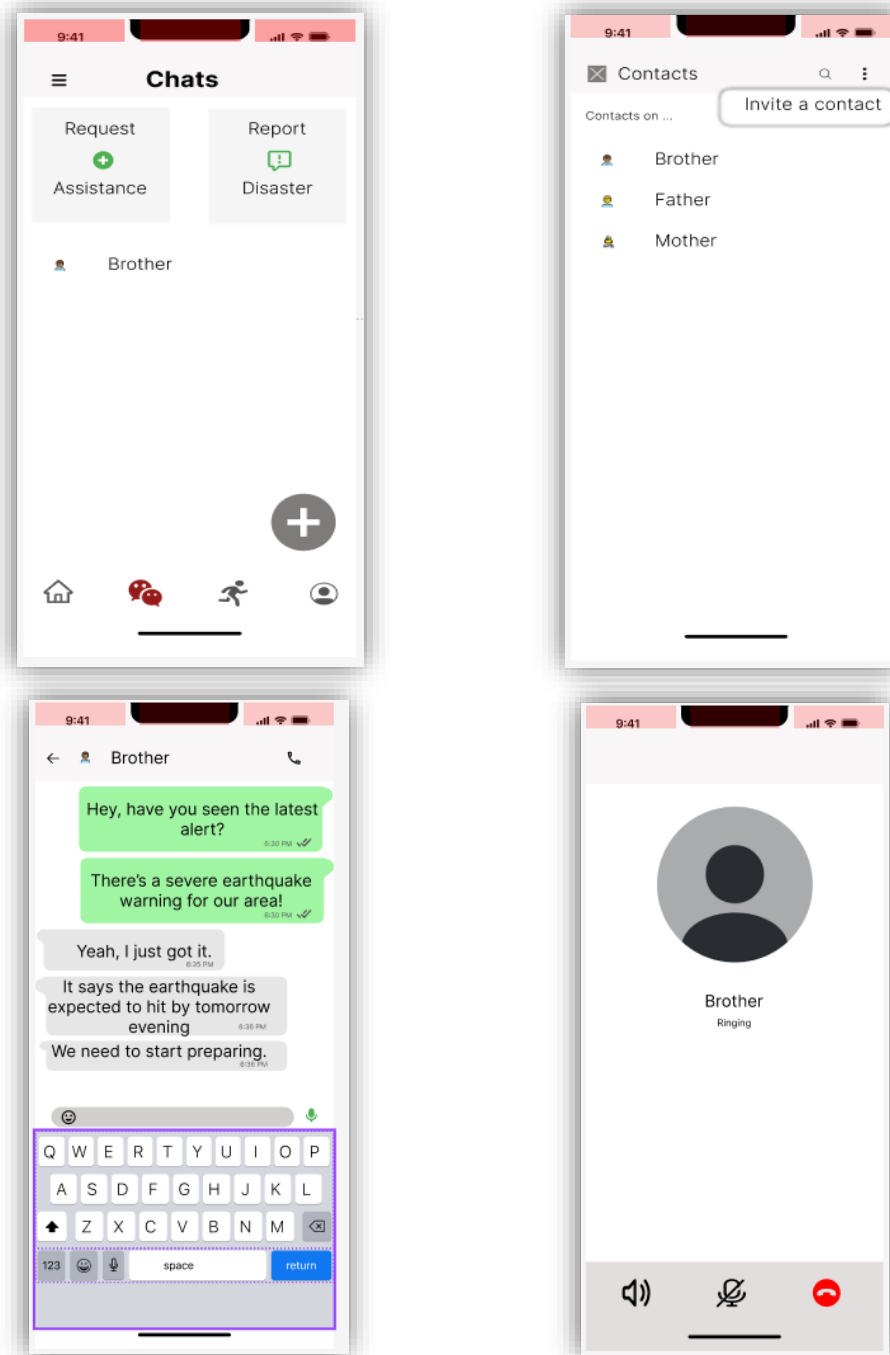 9:41
Chats
Request
Assistance
Report
Disaster
Brother
9:41
Contacts
Invite a contact
Contacts on ...
Brother
Father
Mother
9:41
Brother
Hey, have you seen the latest
alert?
6:30 PM
There's a severe earthquake
warning for our area!
6:30 PM
Yeah, I just got it.
6:35 PM
It says the earthquake is
expected to hit by tomorrow
evening
6:36 PM
We need to start preparing.
6:36 PM
Q W E R T Y U I O P
A S D F G H J K L
Z X C V B N M
123 space return
9:41
Brother
Ringing